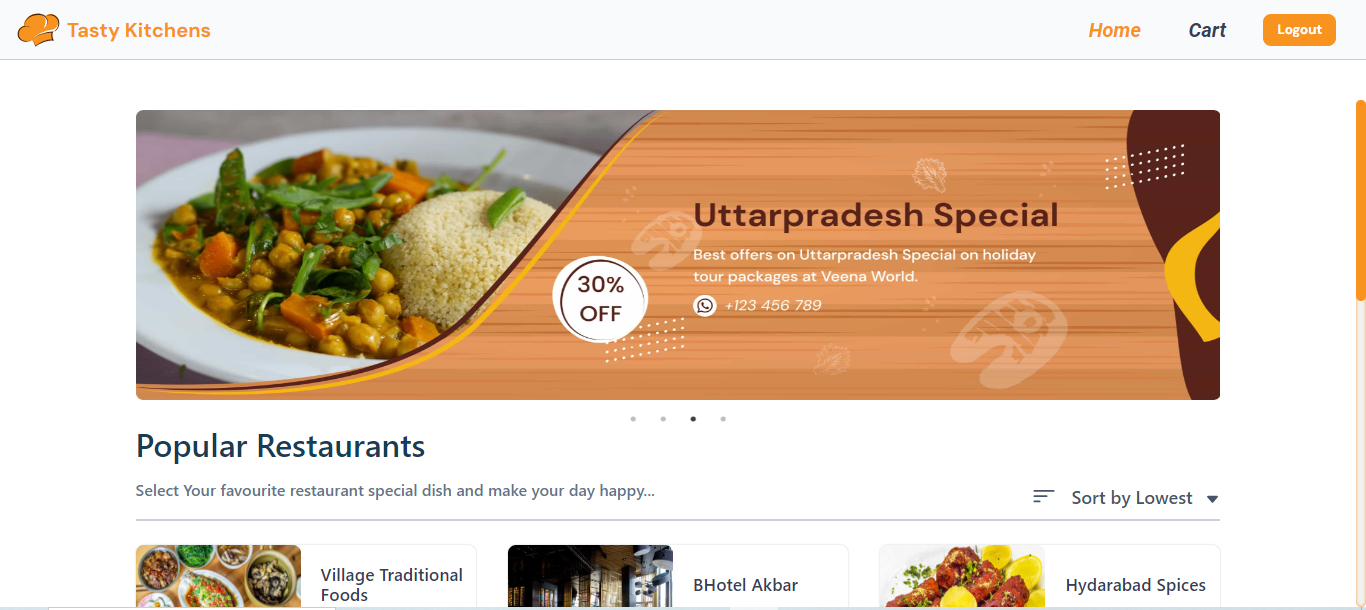 Tasty Kitchens
Home
Cart
Logout
Uttarpradesh Special
Best offers on Uttarpradesh Special on holiday
tour packages at Veena World.
30%
OFF
+123 456 789
Popular Restaurants
Select Your favourite restaurant special dish and make your day happy...
Sort by Lowest
Village Traditional
Foods
BHotel Akbar
Hydarabad Spices